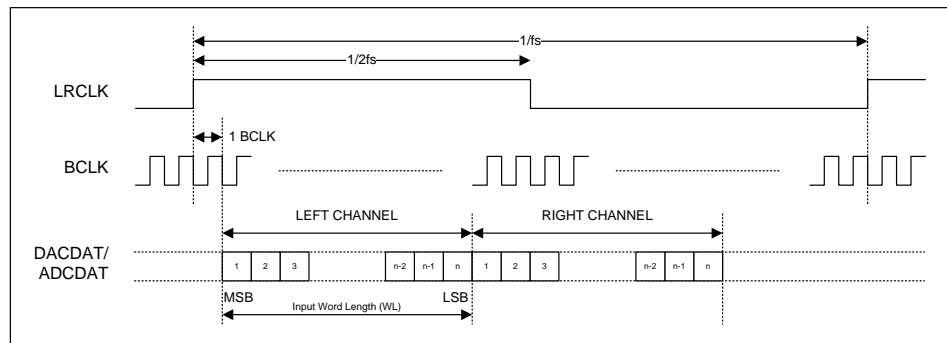 1/fs
1/2fs
LRCLK
1 BCLK
BCLK
LEFT CHANNEL
RIGHT CHANNEL
DACDAT/
ADCDAT
1 2 3 n-2 n-1 n 1 2 3 n-2 n-1 n
MSB LSB
Input Word Length (WL)